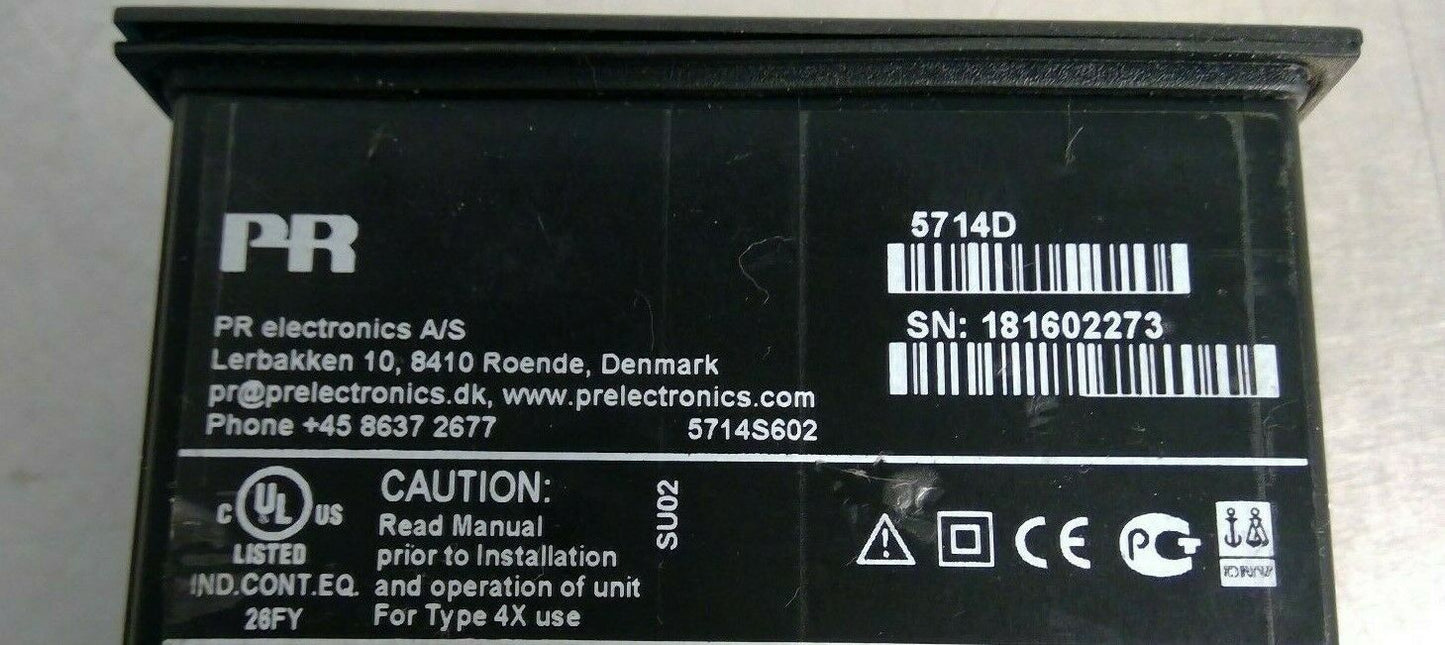 PR
5714D
SN: 181602273
PR electronics A/S
Lerbakken 10, 8410 Roende, Denmark
pr@prelectronics.dk, www.prelectronics.com
Phone +45 8637 2677 5714S602
C UL US
LISTED
IND.CONT.EQ.
26FY
CAUTION:
Read Manual
prior to Installation
and operation of unit
For Type 4X use
SU02
CE